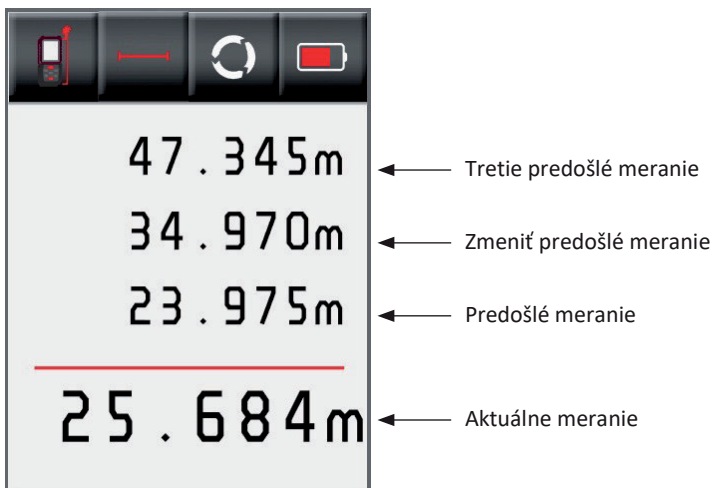 47.345m Tretie predošlé meranie
34.970m Zmeniť predošlé meranie
23.975m Predošlé meranie
25.684m Aktuálne meranie